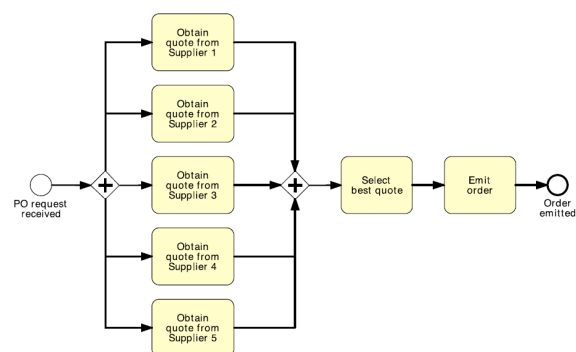 Obtain
quote from
Supplier 1
Obtain
quote from
Supplier 2
PO request
received
Obtain
quote from
Supplier 3
Select
best quote
Emit
order
Order
emitted
Obtain
quote from
Supplier 4
Obtain
quote from
Supplier 5